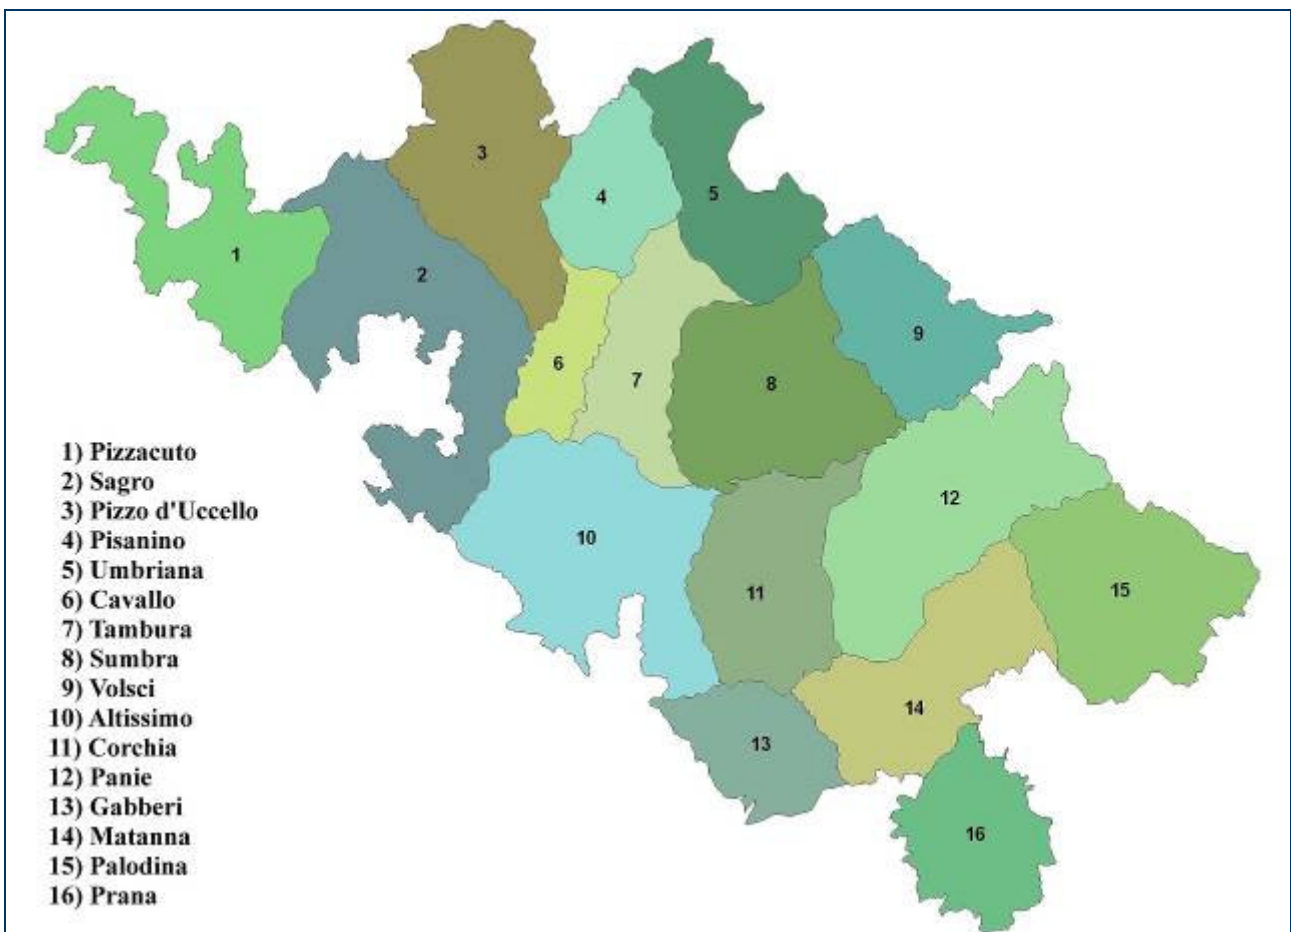 3
5
4
1
2
9
6
7
8
1) Pizzacuto
2) Sagro
3) Pizzo d'Uccello
4) Pisanino
5) Umbriana
6) Cavallo
7) Tambura
8) Sumbra
9) Volsci
10) Altissimo
11) Corchia
12) Panie
13) Gabberi
14) Matanna
15) Palodina
16) Prana
12
10
11
15
14
13
16